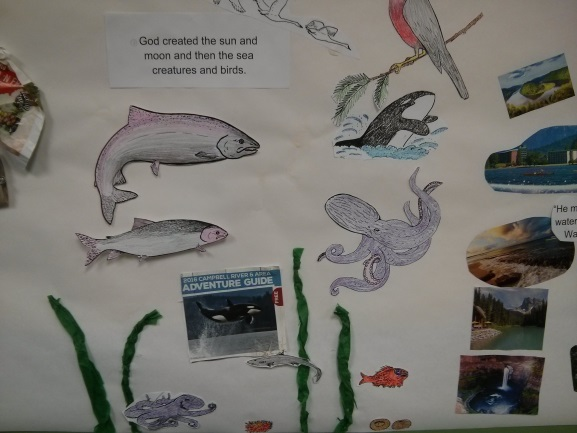 God created the sun and
moon and then the sea
creatures and birds.
2018 CAMPBELL RIVER & AREA
ADVENTURE GUIDE
FREE
"He m
water
Wa